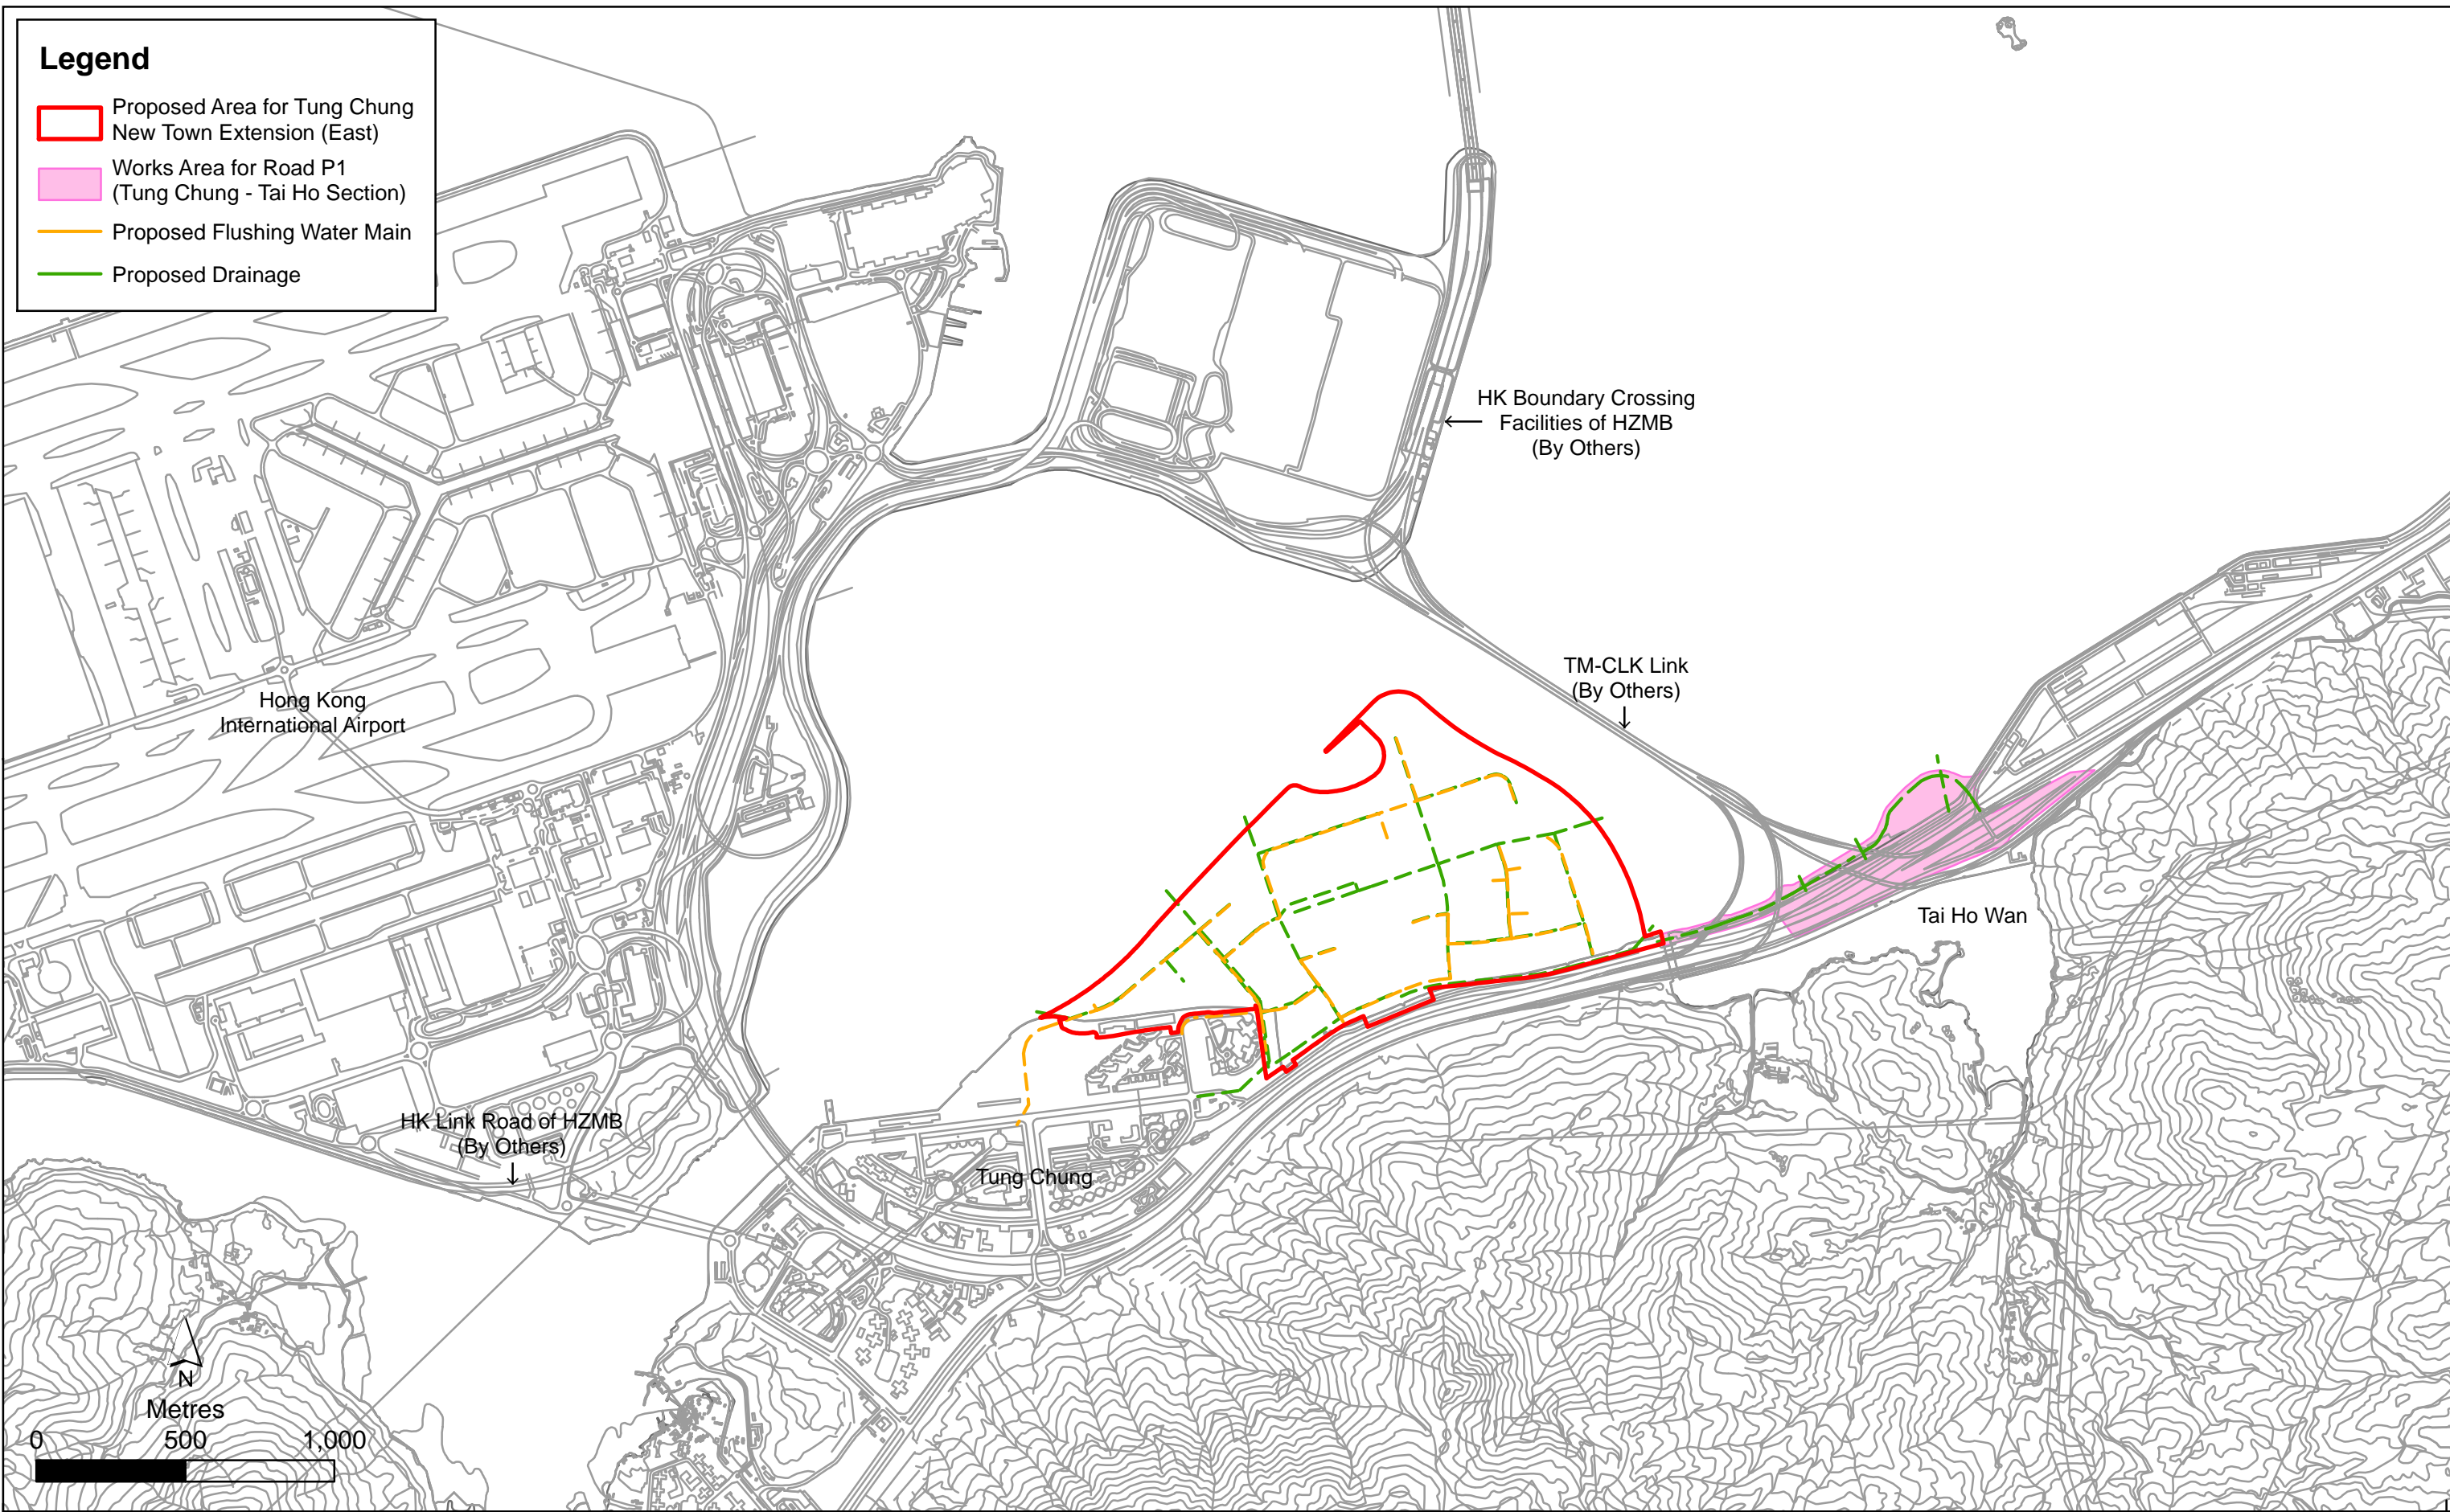 Legend
Proposed Area for Tung Chung
New Town Extension (East)
Works Area for Road P1
(Tung Chung - Tai Ho Section)
Proposed Flushing Water Main
Proposed Drainage
HK Boundary Crossing
Facilities of HZMB
(By Others)
TM-CLK Link
(By Others)
Hong Kong
International Airport
Tai Ho Wan
HK Link Road of HZMB
(By Others)
Tung Chung
N
Metres
0 500 1,000